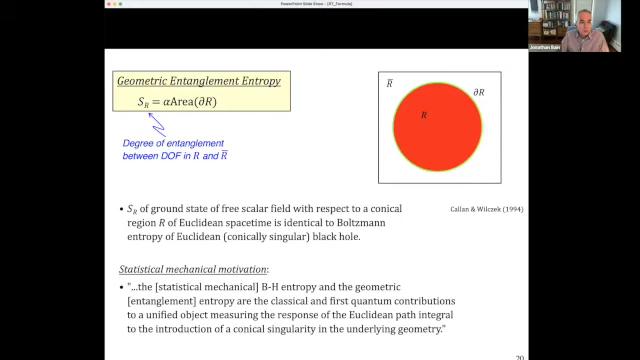 PowerPoint Slide Show - [RT_Formula]
Geometric Entanglement Entropy
S_R = αArea(∂R)
Degree of entanglement
between DOF in R and R̅
R̅
∂R
R
• S_R of ground state of free scalar field with respect to a conical
region R of Euclidean spacetime is identical to Boltzmann
entropy of Euclidean (conically singular) black hole.
Callan & Wilczek (1994)
Statistical mechanical motivation:
• "...the [statistical mechanical] B-H entropy and the geometric
[entanglement] entropy are the classical and first quantum contributions
to a unified object measuring the response of the Euclidean path integral
to the introduction of a conical singularity in the underlying geometry."
20
Jonathan Bain